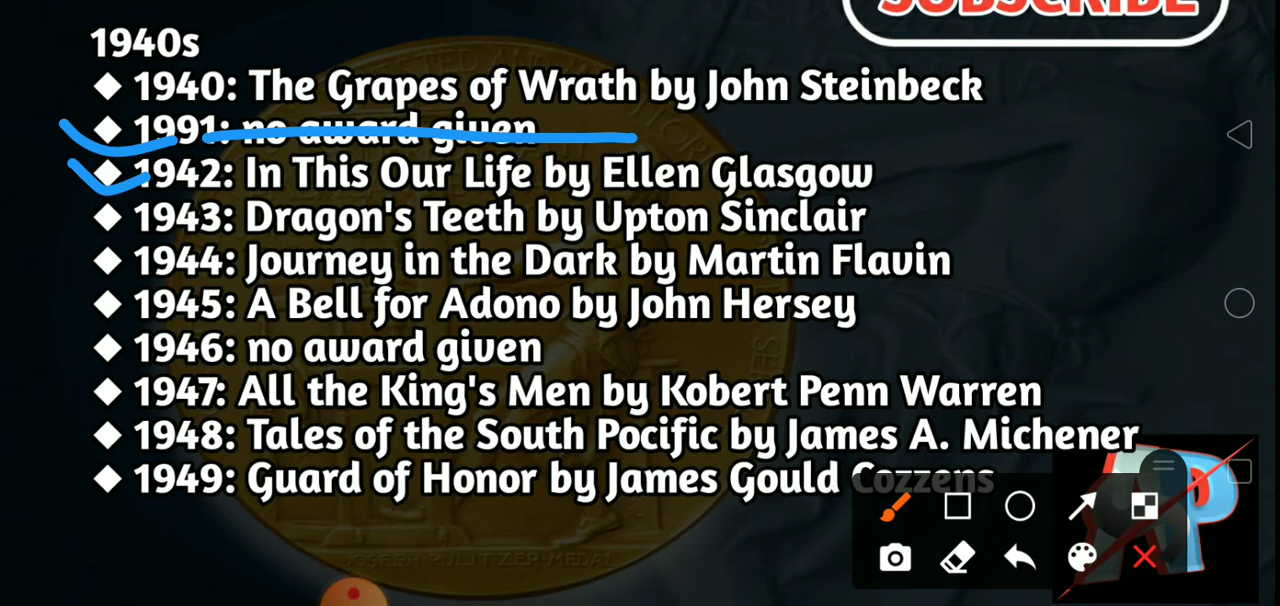 SUBSCRIBE
1940s
◆ 1940: The Grapes of Wrath by John Steinbeck
◆ 1991: no award given
◆ 1942: In This Our Life by Ellen Glasgow
◆ 1943: Dragon's Teeth by Upton Sinclair
◆ 1944: Journey in the Dark by Martin Flavin
◆ 1945: A Bell for Adono by John Hersey
◆ 1946: no award given
◆ 1947: All the King's Men by Kobert Penn Warren
◆ 1948: Tales of the South Pocific by James A. Michener
◆ 1949: Guard of Honor by James Gould Cozzens